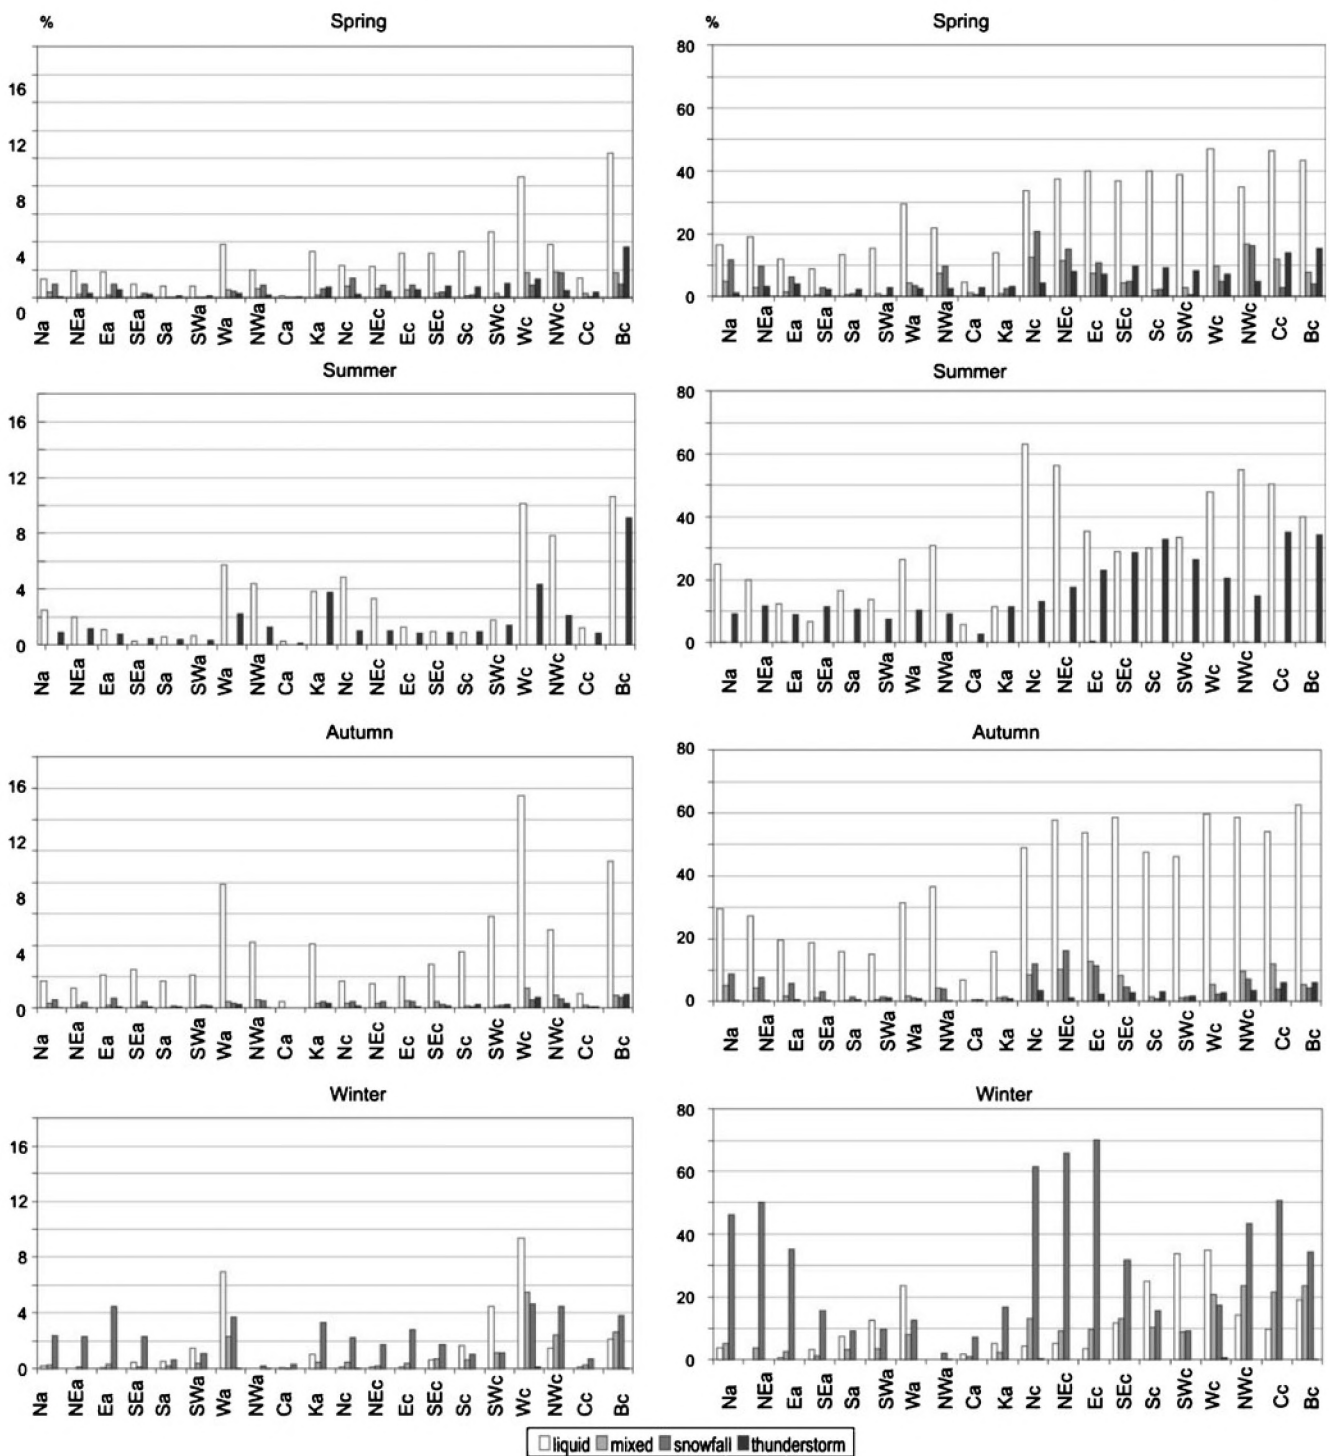 % Spring
16
12
8
4
0
Na NEa Ea SEa Sa SWa Wa NWa Ca Ka Nc NEc Ec SEc Sc SWc Wc NWc Cc Bc
% Spring
80
60
40
20
0
Na NEa Ea SEa Sa SWa Wa NWa Ca Ka Nc NEc Ec SEc Sc SWc Wc NWc Cc Bc
Summer
16
12
8
4
0
Na NEa Ea SEa Sa SWa Wa NWa Ca Ka Nc NEc Ec SEc Sc SWc Wc NWc Cc Bc
Summer
80
60
40
20
0
Na NEa Ea SEa Sa SWa Wa NWa Ca Ka Nc NEc Ec SEc Sc SWc Wc NWc Cc Bc
Autumn
16
12
8
4
0
Na NEa Ea SEa Sa SWa Wa NWa Ca Ka Nc NEc Ec SEc Sc SWc Wc NWc Cc Bc
Autumn
80
60
40
20
0
Na NEa Ea SEa Sa SWa Wa NWa Ca Ka Nc NEc Ec SEc Sc SWc Wc NWc Cc Bc
Winter
16
12
8
4
0
Na NEa Ea SEa Sa SWa Wa NWa Ca Ka Nc NEc Ec SEc Sc SWc Wc NWc Cc Bc
Winter
80
60
40
20
0
Na NEa Ea SEa Sa SWa Wa NWa Ca Ka Nc NEc Ec SEc Sc SWc Wc NWc Cc Bc
liquid mixed snowfall thunderstorm